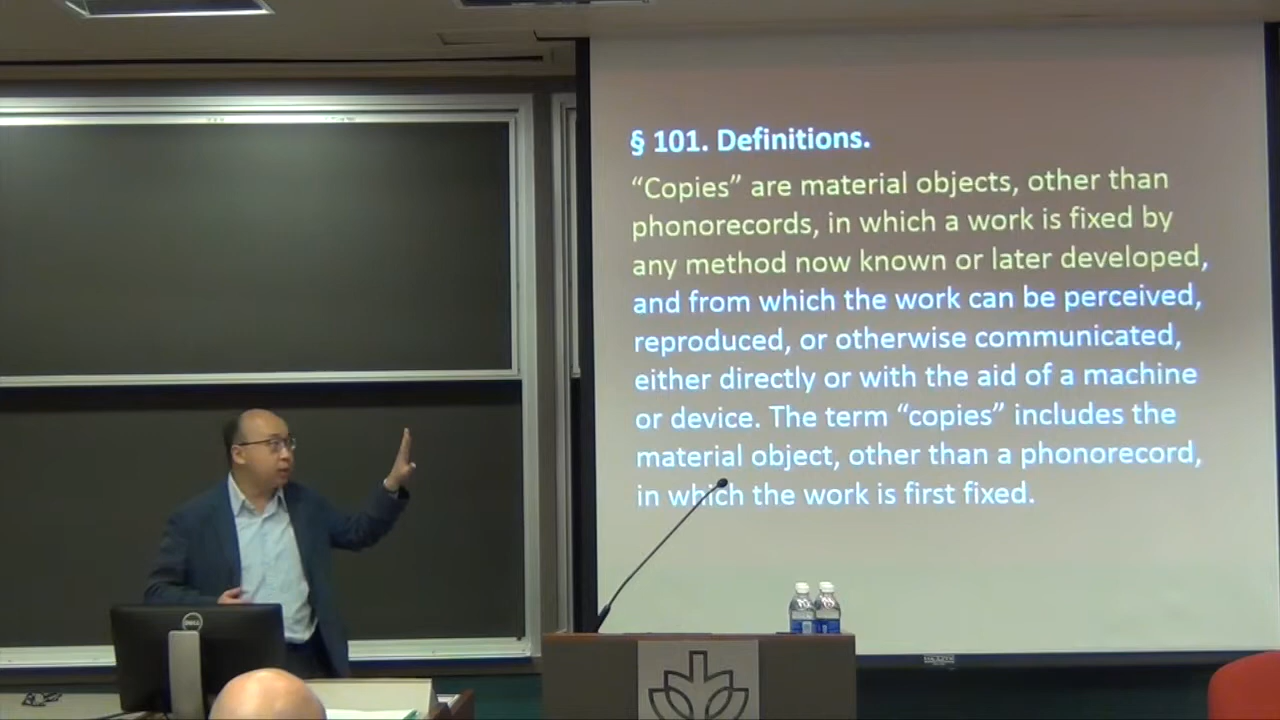 § 101. Definitions.
“Copies” are material objects, other than
phonorecords, in which a work is fixed by
any method now known or later developed,
and from which the work can be perceived,
reproduced, or otherwise communicated,
either directly or with the aid of a machine
or device. The term “copies” includes the
material object, other than a phonorecord,
in which the work is first fixed.
DELL